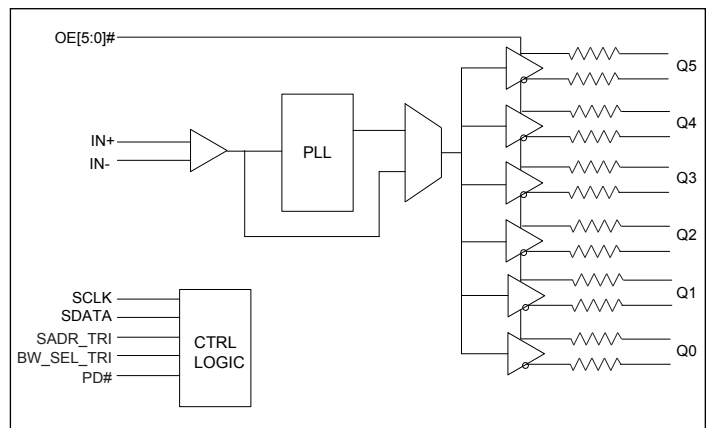 OE[5:0]#
Q5
Q4
IN+
IN-
PLL
Q3
Q2
SCLK
SDATA
SADR_TRI
BW_SEL_TRI
PD#
CTRL
LOGIC
Q1
Q0